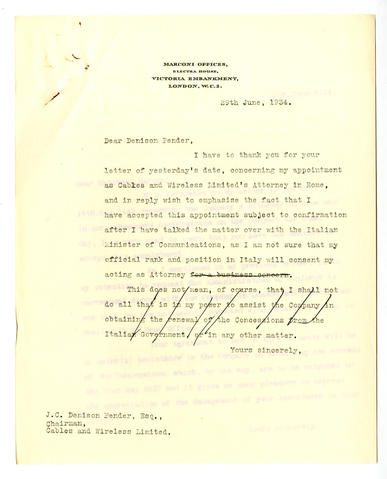 MARCONI OFFICES,
ELECTRA HOUSE,
VICTORIA EMBANKMENT,
LONDON, W.C.2.
29th June, 1934.
Dear Denison Pender,
I have to thank you for your
letter of yesterday's date, concerning my appointment
as Cables and Wireless Limited's Attorney in Rome,
and in reply wish to emphasise the fact that I
have accepted this appointment subject to confirmation
after I have talked the matter over with the Italian
Minister of Communications, as I am not sure that my
official rank and position in Italy will consent my
acting as Attorney for a business concern.
This does not mean, of course, that I shall not
do all that is in my power to assist the Company in
obtaining the renewal of the Concessions from the
Italian Government, or in any other matter.
Yours sincerely,
J.C. Denison Pender, Esq.,
Chairman,
Cables and Wireless Limited.